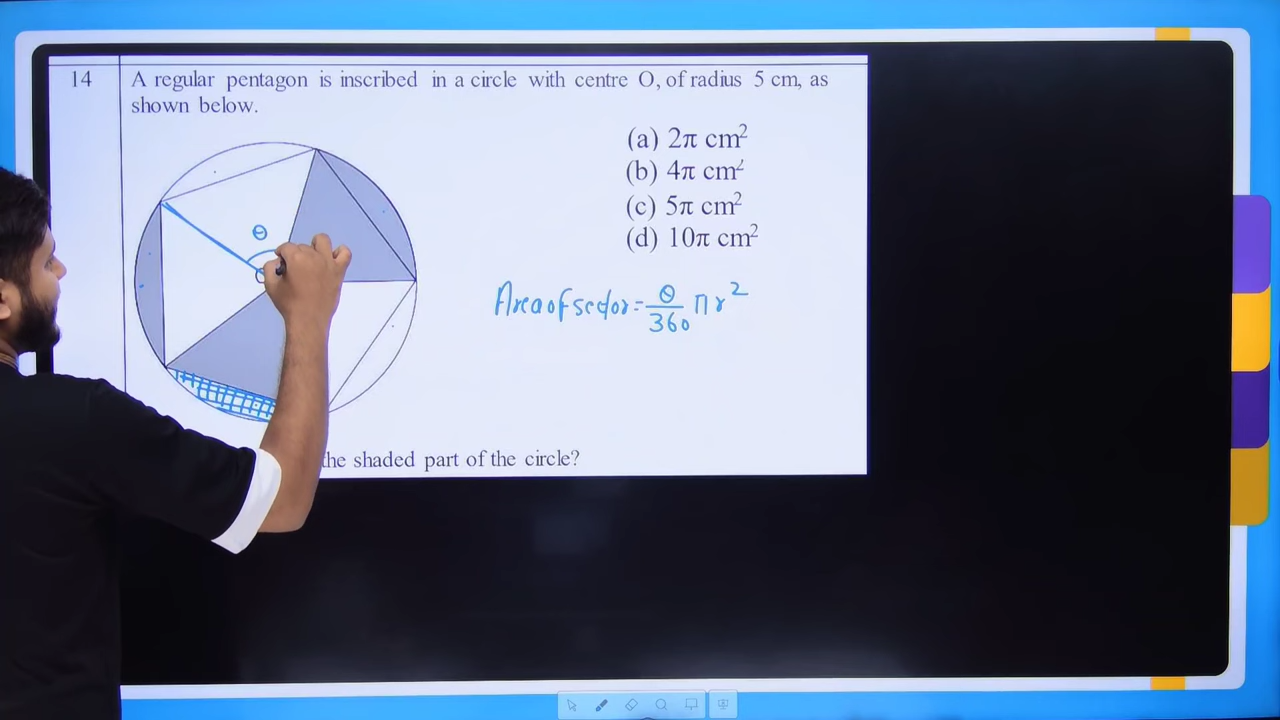 14
A regular pentagon is inscribed in a circle with centre O, of radius 5 cm, as
shown below.
(a) 2π cm²
(b) 4π cm²
(c) 5π cm²
(d) 10π cm²
θ
Area of sector = θ/360 πr²
the shaded part of the circle?